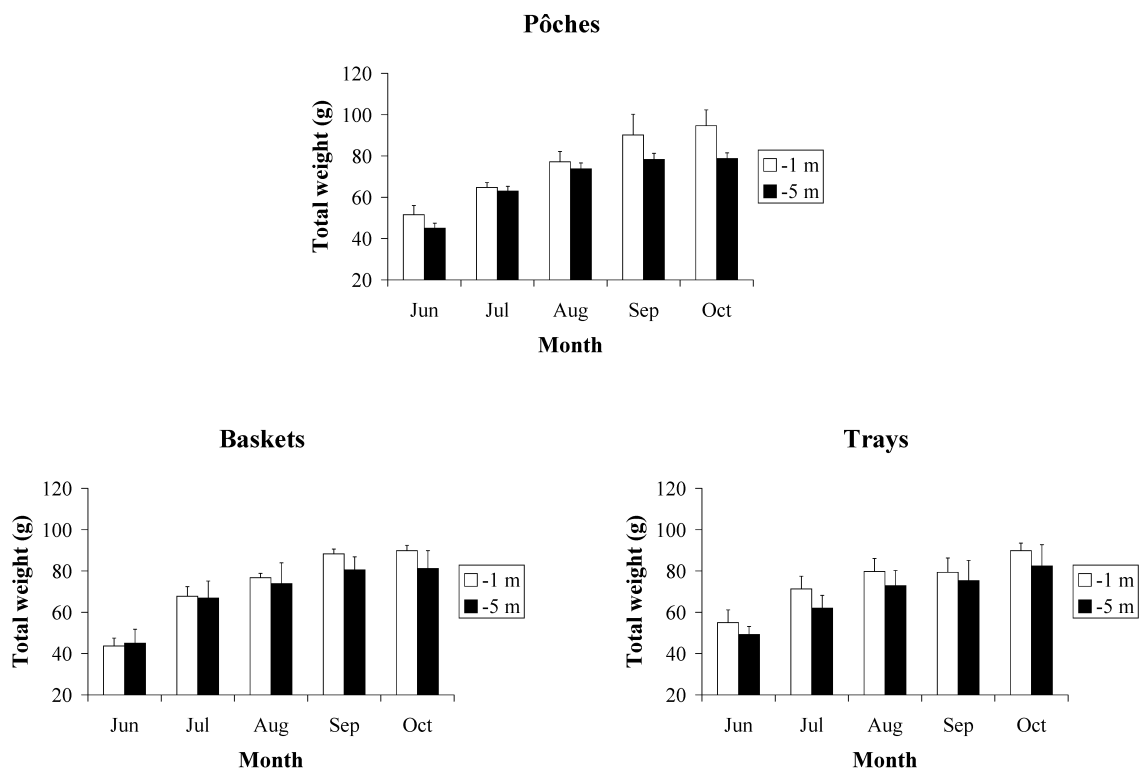 Pôches
Total weight (g)
120
100
80
60
40
20
Jun Jul Aug Sep Oct
Month
-1 m
-5 m
Baskets
Total weight (g)
120
100
80
60
40
20
Jun Jul Aug Sep Oct
Month
-1 m
-5 m
Trays
Total weight (g)
120
100
80
60
40
20
Jun Jul Aug Sep Oct
Month
-1 m
-5 m